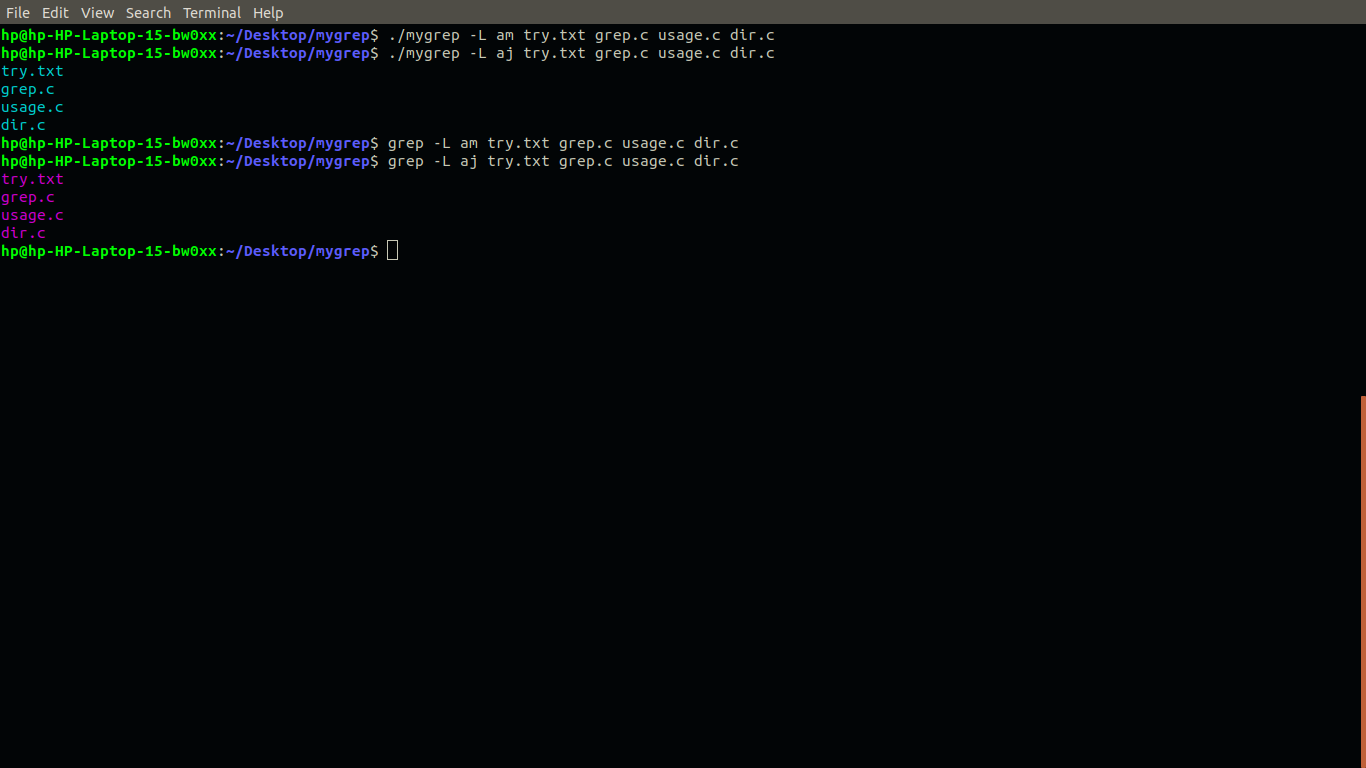 File Edit View Search Terminal Help
hp@hp-HP-Laptop-15-bw0xx:~/Desktop/mygrep$ ./mygrep -L am try.txt grep.c usage.c dir.c
hp@hp-HP-Laptop-15-bw0xx:~/Desktop/mygrep$ ./mygrep -L aj try.txt grep.c usage.c dir.c
try.txt
grep.c
usage.c
dir.c
hp@hp-HP-Laptop-15-bw0xx:~/Desktop/mygrep$ grep -L am try.txt grep.c usage.c dir.c
hp@hp-HP-Laptop-15-bw0xx:~/Desktop/mygrep$ grep -L aj try.txt grep.c usage.c dir.c
try.txt
grep.c
usage.c
dir.c
hp@hp-HP-Laptop-15-bw0xx:~/Desktop/mygrep$